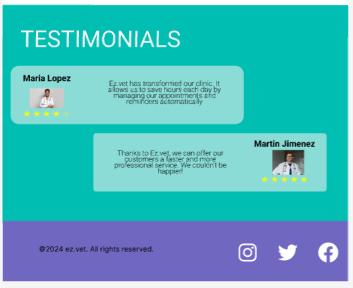 TESTIMONIALS
Maria Lopez
Ez.vet has transformed our clinic, it
allows us to save hours each day by
managing our appointments and
reminders automatically
Martin Jimenez
Thanks to Ez.vet, we can offer our
customers a faster and more
professional service. We couldn't be
happier!
©2024 ez.vet. All rights reserved.